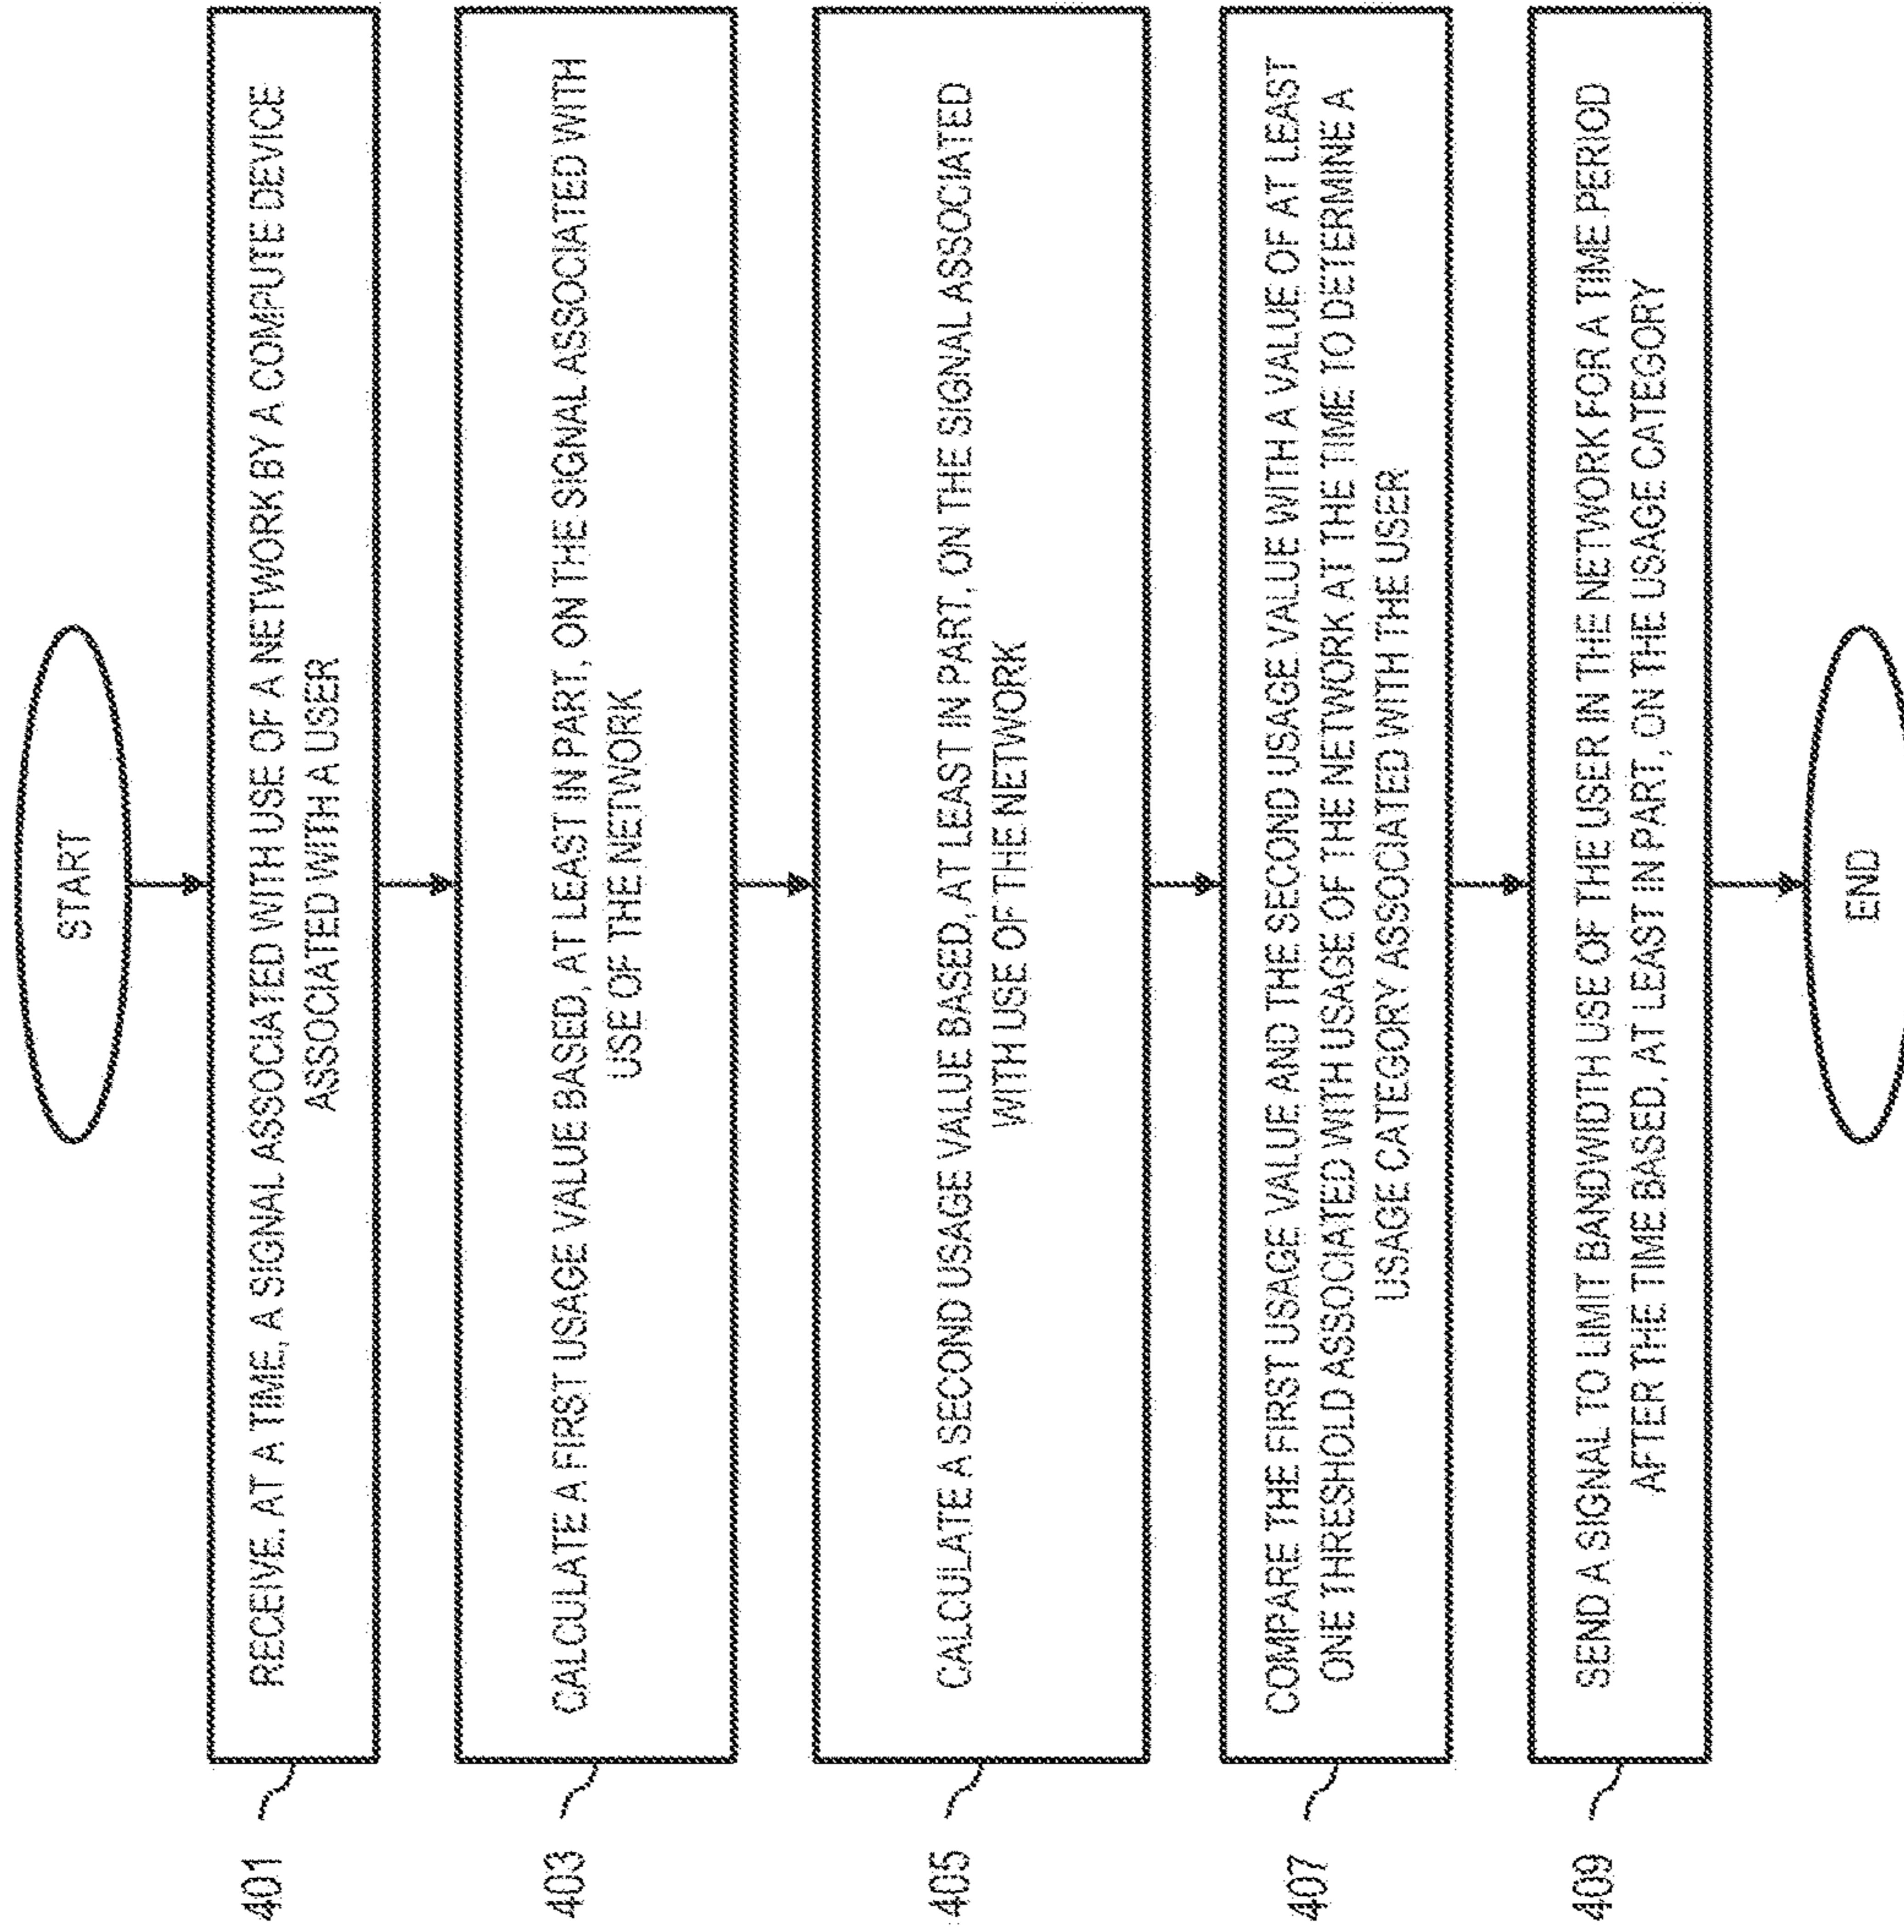 START
401
RECEIVE, AT A TIME, A SIGNAL ASSOCIATED WITH USE OF A NETWORK BY A COMPUTE DEVICE
ASSOCIATED WITH A USER
403
CALCULATE A FIRST USAGE VALUE BASED, AT LEAST IN PART, ON THE SIGNAL ASSOCIATED WITH
USE OF THE NETWORK
405
CALCULATE A SECOND USAGE VALUE BASED, AT LEAST IN PART, ON THE SIGNAL ASSOCIATED
WITH USE OF THE NETWORK
407
COMPARE THE FIRST USAGE VALUE AND THE SECOND USAGE VALUE WITH A VALUE OF AT LEAST
ONE THRESHOLD ASSOCIATED WITH USAGE OF THE NETWORK AT THE TIME TO DETERMINE A
USAGE CATEGORY ASSOCIATED WITH THE USER
409
SEND A SIGNAL TO LIMIT BANDWIDTH USE OF THE USER IN THE NETWORK FOR A TIME PERIOD
AFTER THE TIME BASED, AT LEAST IN PART, ON THE USAGE CATEGORY
END